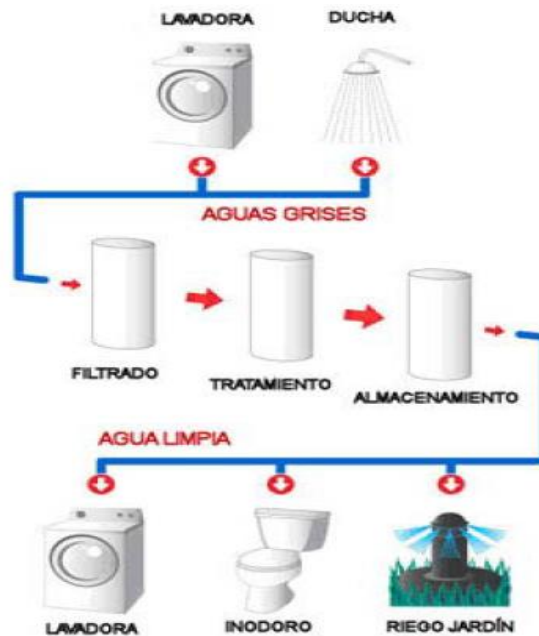 LAVADORA
DUCHA
AGUAS GRISES
FILTRADO
TRATAMIENTO
ALMACENAMIENTO
AGUA LIMPIA
LAVADORA
INODORO
RIEGO JARDÍN